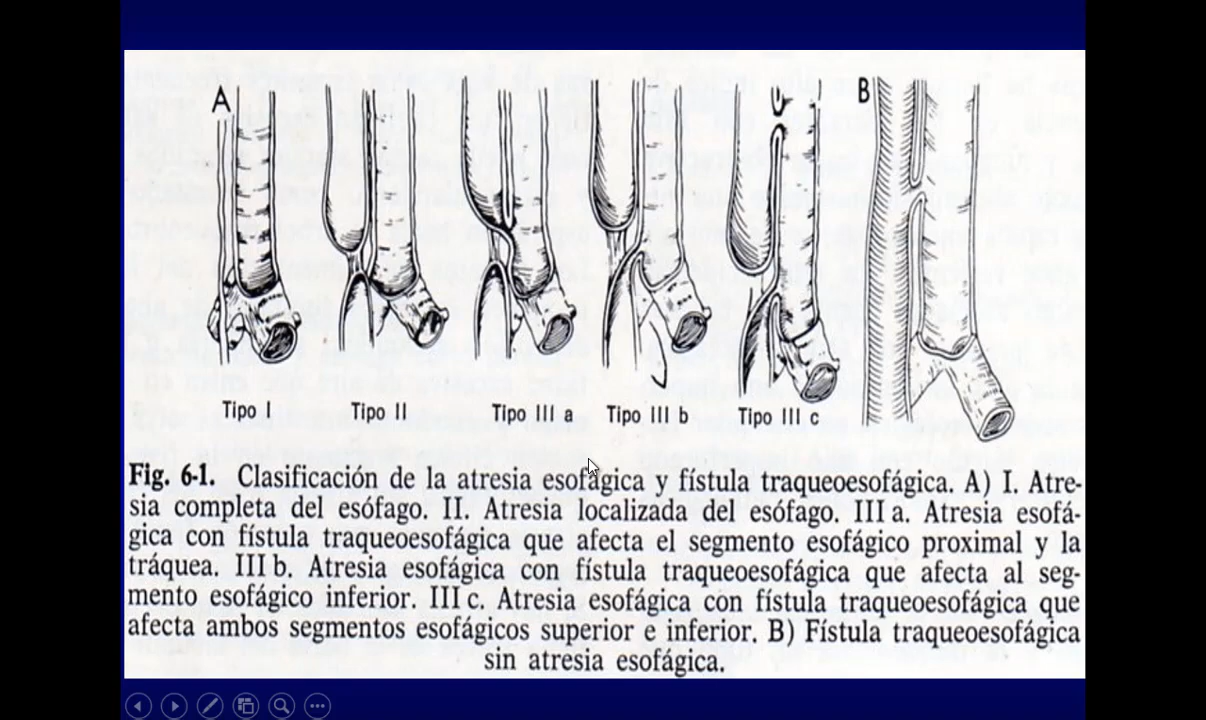 A
B
Tipo I
Tipo II
Tipo III a
Tipo III b
Tipo III c
Fig. 6-1. Clasificación de la atresia esofágica y fístula traqueoesofágica. A) I. Atre-
sia completa del esófago. II. Atresia localizada del esófago. III a. Atresia esofá-
gica con fístula traqueoesofágica que afecta el segmento esofágico proximal y la
tráquea. III b. Atresia esofágica con fístula traqueoesofágica que afecta al seg-
mento esofágico inferior. III c. Atresia esofágica con fístula traqueoesofágica que
afecta ambos segmentos esofágicos superior e inferior. B) Fístula traqueoesofágica
sin atresia esofágica.